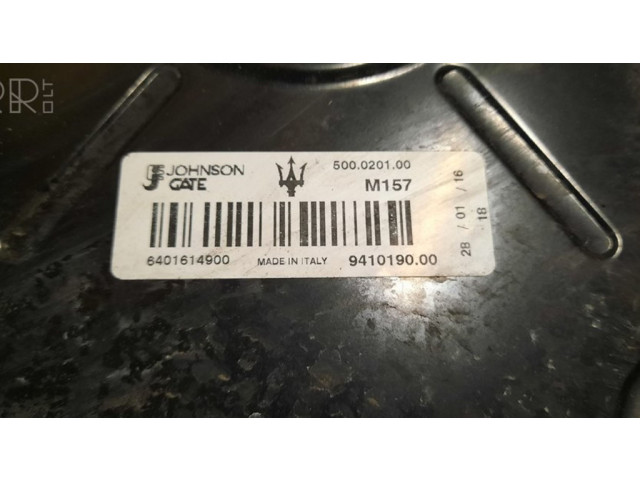 JOHNSON
GATE
500.0201.00
M157
6401614900
MADE IN ITALY
9410190.00
28 / 01 / 16
18